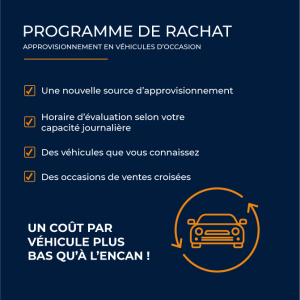 PROGRAMME DE RACHAT
APPROVISIONNEMENT EN VÉHICULES D'OCCASION
Une nouvelle source d'approvisionnement
Horaire d'évaluation selon votre
capacité journalière
Des véhicules que vous connaissez
Des occasions de ventes croisées
UN COÛT PAR
VÉHICULE PLUS
BAS QU'À L'ENCAN !